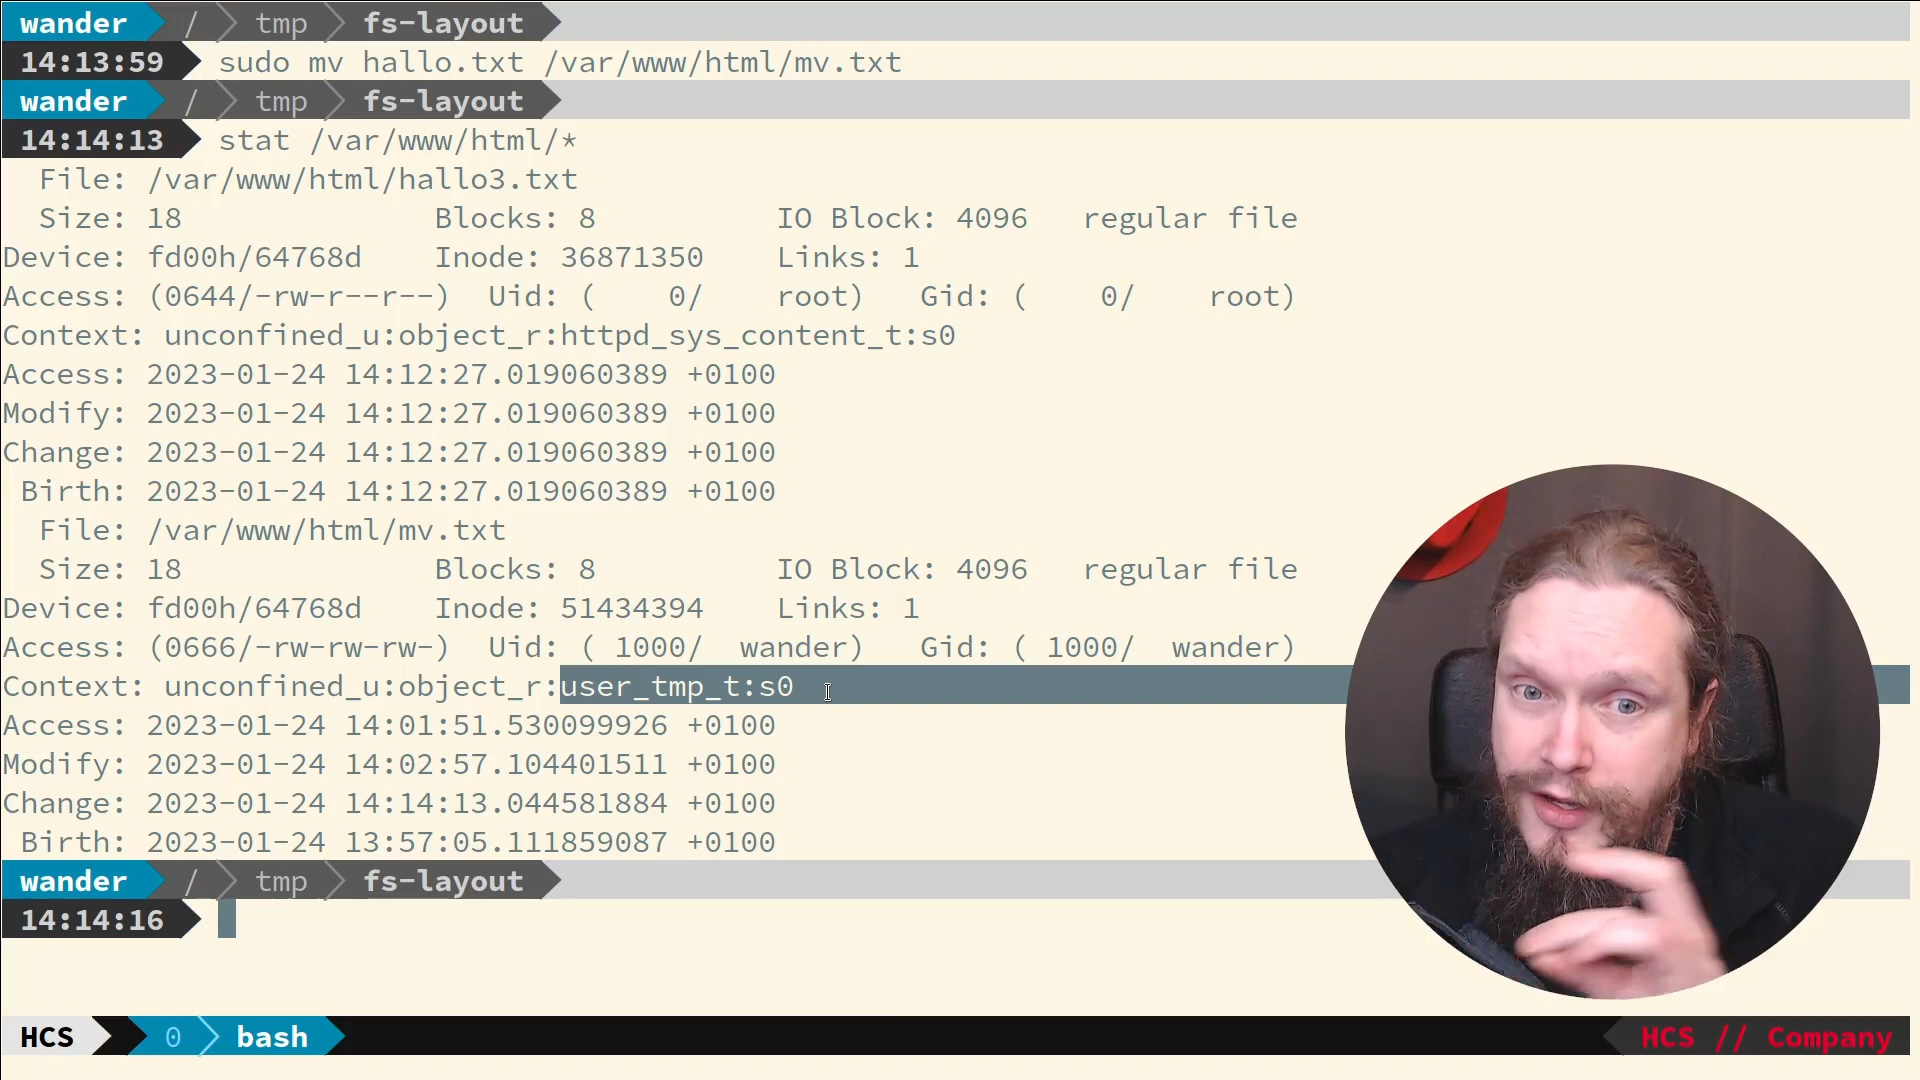 wander / tmp fs-layout
14:13:59 sudo mv hallo.txt /var/www/html/mv.txt
wander / tmp fs-layout
14:14:13 stat /var/www/html/*
  File: /var/www/html/hallo3.txt
  Size: 18              Blocks: 8          IO Block: 4096   regular file
Device: fd00h/64768d    Inode: 36871350    Links: 1
Access: (0644/-rw-r--r--)  Uid: (    0/    root)   Gid: (    0/    root)
Context: unconfined_u:object_r:httpd_sys_content_t:s0
Access: 2023-01-24 14:12:27.019060389 +0100
Modify: 2023-01-24 14:12:27.019060389 +0100
Change: 2023-01-24 14:12:27.019060389 +0100
 Birth: 2023-01-24 14:12:27.019060389 +0100
  File: /var/www/html/mv.txt
  Size: 18              Blocks: 8          IO Block: 4096   regular file
Device: fd00h/64768d    Inode: 51434394    Links: 1
Access: (0666/-rw-rw-rw-)  Uid: ( 1000/  wander)   Gid: ( 1000/  wander)
Context: unconfined_u:object_r:user_tmp_t:s0
Access: 2023-01-24 14:01:51.530099926 +0100
Modify: 2023-01-24 14:02:57.104401511 +0100
Change: 2023-01-24 14:14:13.044581884 +0100
 Birth: 2023-01-24 13:57:05.111859087 +0100
wander / tmp fs-layout
14:14:16
HCS 0 bash HCS // Company